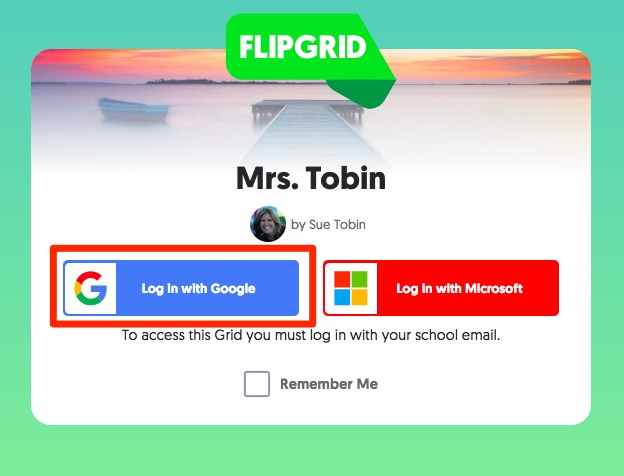 FLIPGRID
Mrs. Tobin
by Sue Tobin
Log in with Google
Log in with Microsoft
To access this Grid you must log in with your school email.
Remember Me